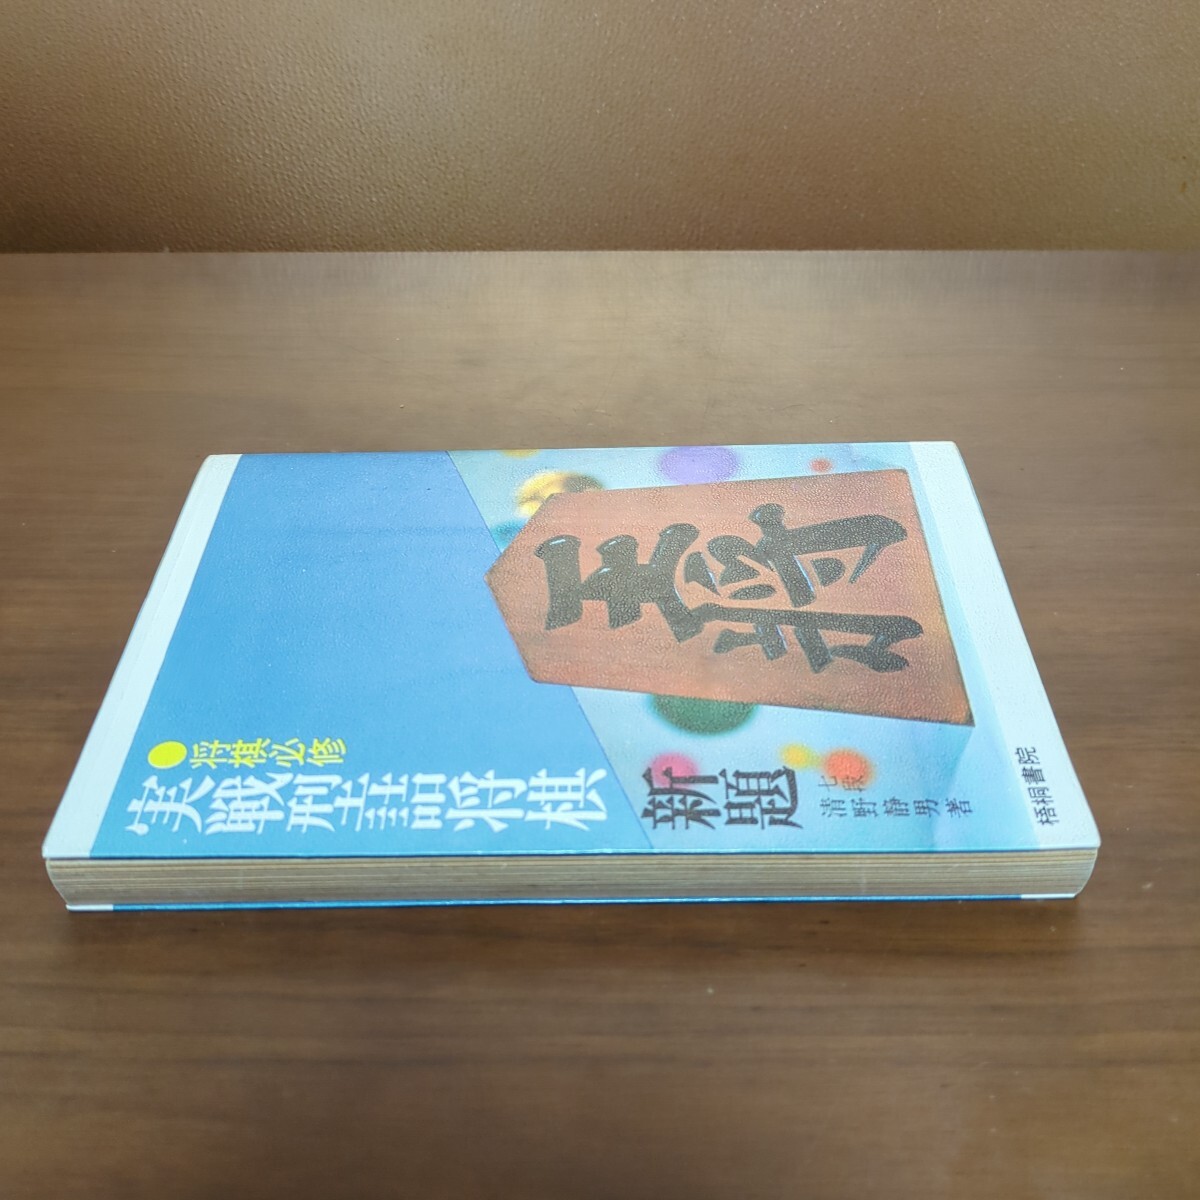 ●将棋必修
実戦型詰将棋
新題
七段
清野静男著
王将
梧桐書院